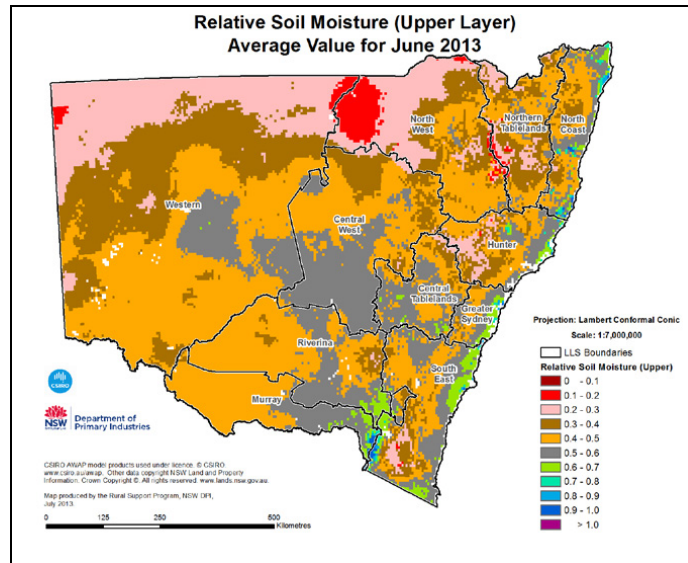 Relative Soil Moisture (Upper Layer)
Average Value for June 2013
North
West
Northern
Tablelands
North
Coast
Western
Central
West
Hunter
Central
Tablelands
Greater
Sydney
Riverina
South
East
Murray
Projection: Lambert Conformal Conic
Scale: 1:7,000,000
LLS Boundaries
Relative Soil Moisture (Upper)
0 - 0.1
0.1 - 0.2
0.2 - 0.3
0.3 - 0.4
0.4 - 0.5
0.5 - 0.6
0.6 - 0.7
0.7 - 0.8
0.8 - 0.9
0.9 - 1.0
> 1.0
CSIRO
NSW
Department of
Primary Industries
CSIRO AWAP model products used under licence. © CSIRO.
www.csiro.au/awap. Other data copyright NSW Land and Property
Information. Crown Copyright ©. All rights reserved. www.lands.nsw.gov.au.
Map produced by the Rural Support Program, NSW DPI,
July 2013.
0 125 250 500
Kilometres